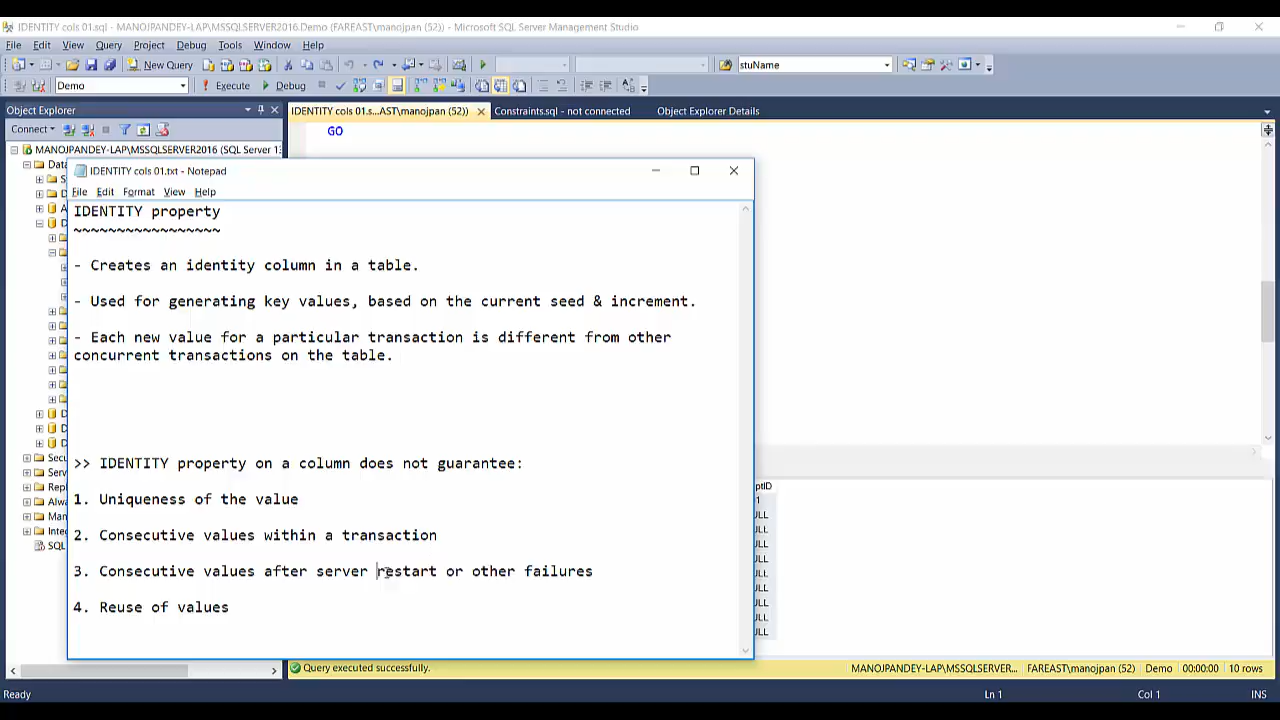 IDENTITY cols 01.sql - MANOJPANDEY-LAP\MSSQLSERVER2016.Demo (FAREAST\manojpan (52)) - Microsoft SQL Server Management Studio
File Edit View Query Project Debug Tools Window Help
New Query stuName
Demo Execute Debug
Object Explorer IDENTITY cols 01.s...AST\manojpan (52)) Constraints.sql - not connected Object Explorer Details
Connect GO
MANOJPANDEY-LAP\MSSQLSERVER2016 (SQL Server 1
IDENTITY cols 01.txt - Notepad
File Edit Format View Help
IDENTITY property
~~~~~~~~~~~~~~~~~
- Creates an identity column in a table.
- Used for generating key values, based on the current seed & increment.
- Each new value for a particular transaction is different from other
concurrent transactions on the table.
>> IDENTITY property on a column does not guarantee:
1. Uniqueness of the value
2. Consecutive values within a transaction
3. Consecutive values after server restart or other failures
4. Reuse of values
Query executed successfully. MANOJPANDEY-LAP\MSSQLSERVER... FAREAST\manojpan (52) Demo 00:00:00 10 rows
Ready Ln 1 Col 1 INS